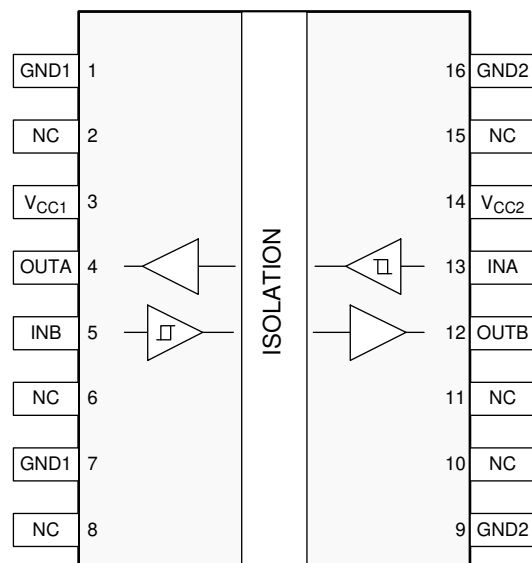 GND1 1 16 GND2
NC 2 15 NC
VCC1 3 14 VCC2
OUTA 4 13 INA
ISOLATION
INB 5 12 OUTB
NC 6 11 NC
GND1 7 10 NC
NC 8 9 GND2